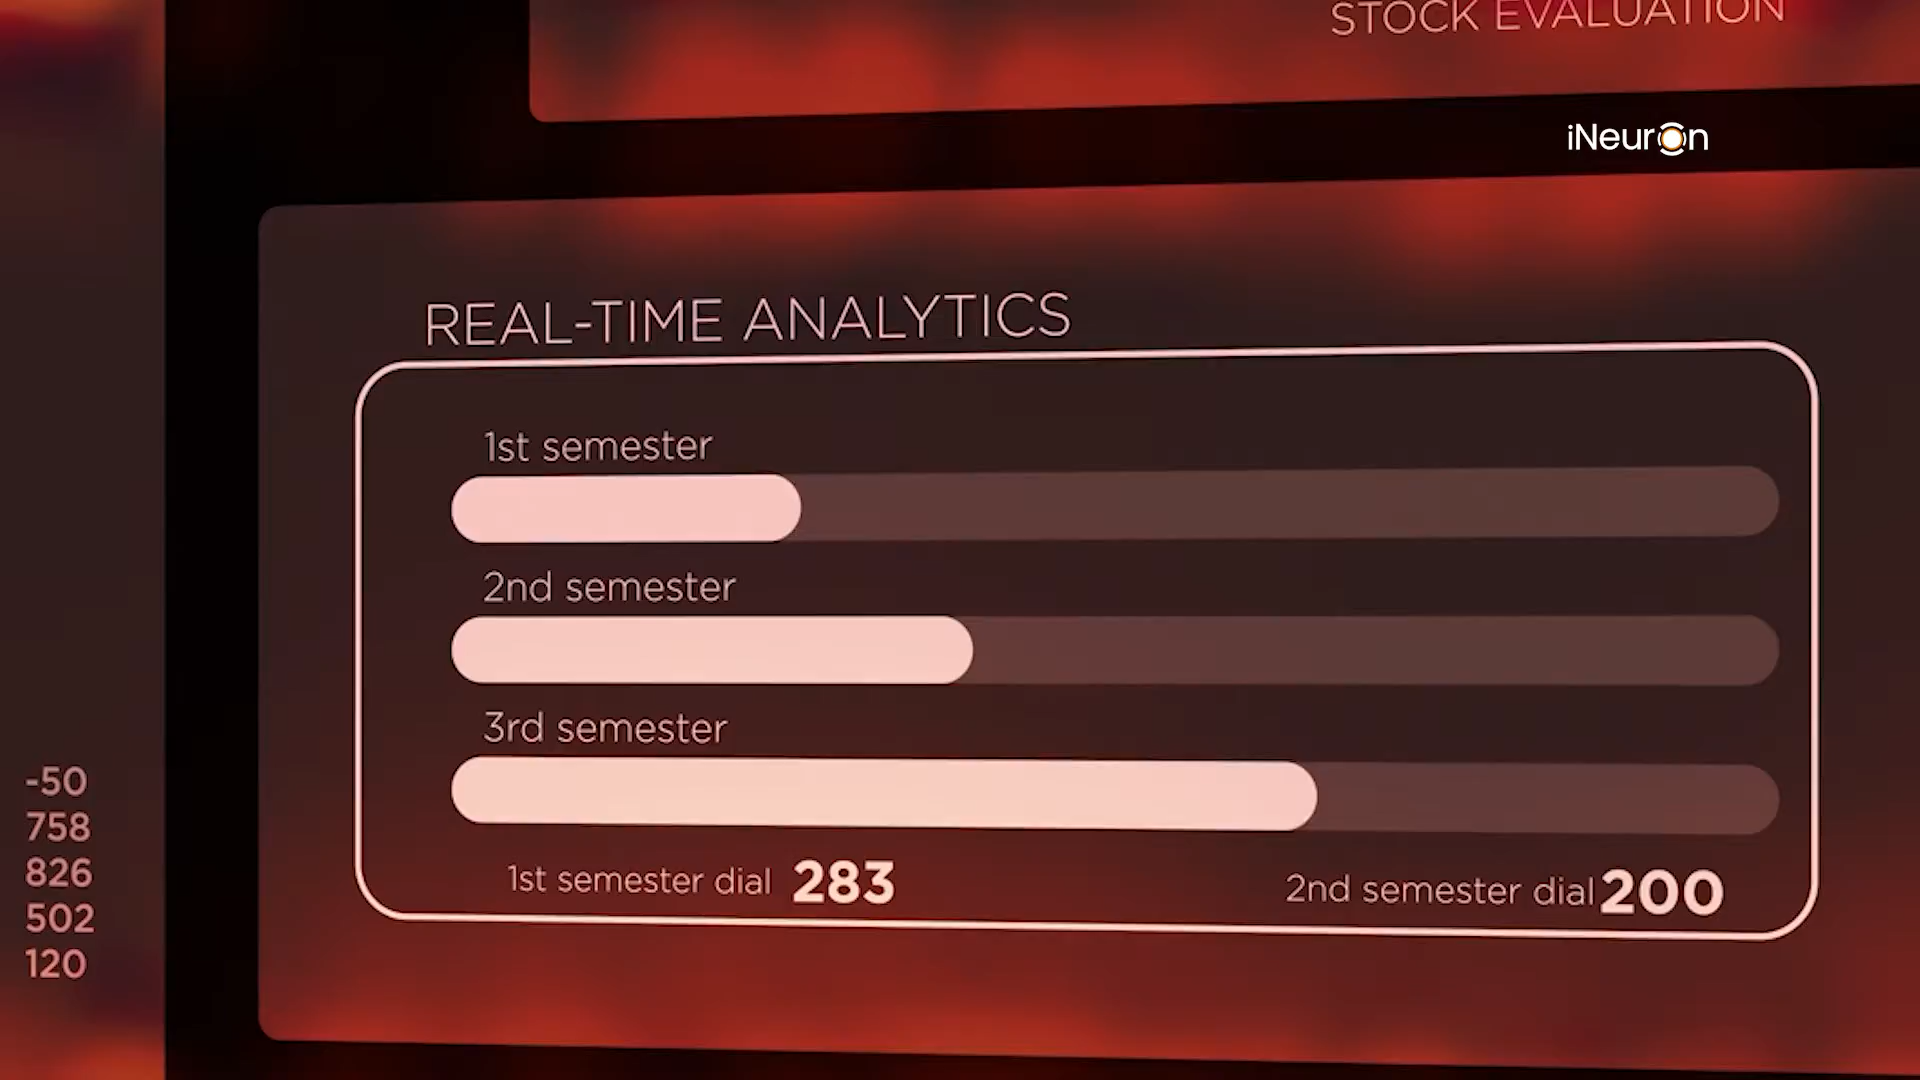 STOCK EVALUATION
iNeuron
REAL-TIME ANALYTICS
1st semester
2nd semester
3rd semester
1st semester dial 283
2nd semester dial 200
-50
758
826
502
120